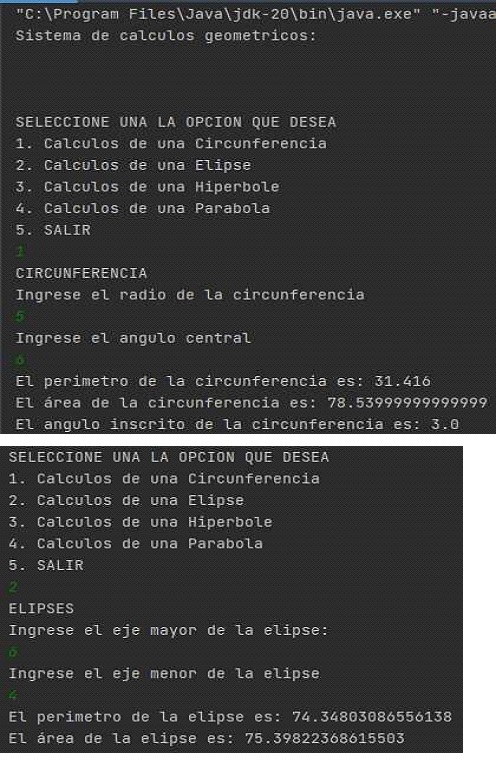 "C:\Program Files\Java\jdk-20\bin\java.exe" "-javaa
Sistema de calculos geometricos:
SELECCIONE UNA LA OPCION QUE DESEA
1. Calculos de una Circunferencia
2. Calculos de una Elipse
3. Calculos de una Hiperbole
4. Calculos de una Parabola
5. SALIR
1
CIRCUNFERENCIA
Ingrese el radio de la circunferencia
5
Ingrese el angulo central
6
El perimetro de la circunferencia es: 31.416
El área de la circunferencia es: 78.53999999999999
El angulo inscrito de la circunferencia es: 3.0
SELECCIONE UNA LA OPCION QUE DESEA
1. Calculos de una Circunferencia
2. Calculos de una Elipse
3. Calculos de una Hiperbole
4. Calculos de una Parabola
5. SALIR
2
ELIPSES
Ingrese el eje mayor de la elipse:
6
Ingrese el eje menor de la elipse
4
El perimetro de la elipse es: 74.34803086556138
El área de la elipse es: 75.39822368615503